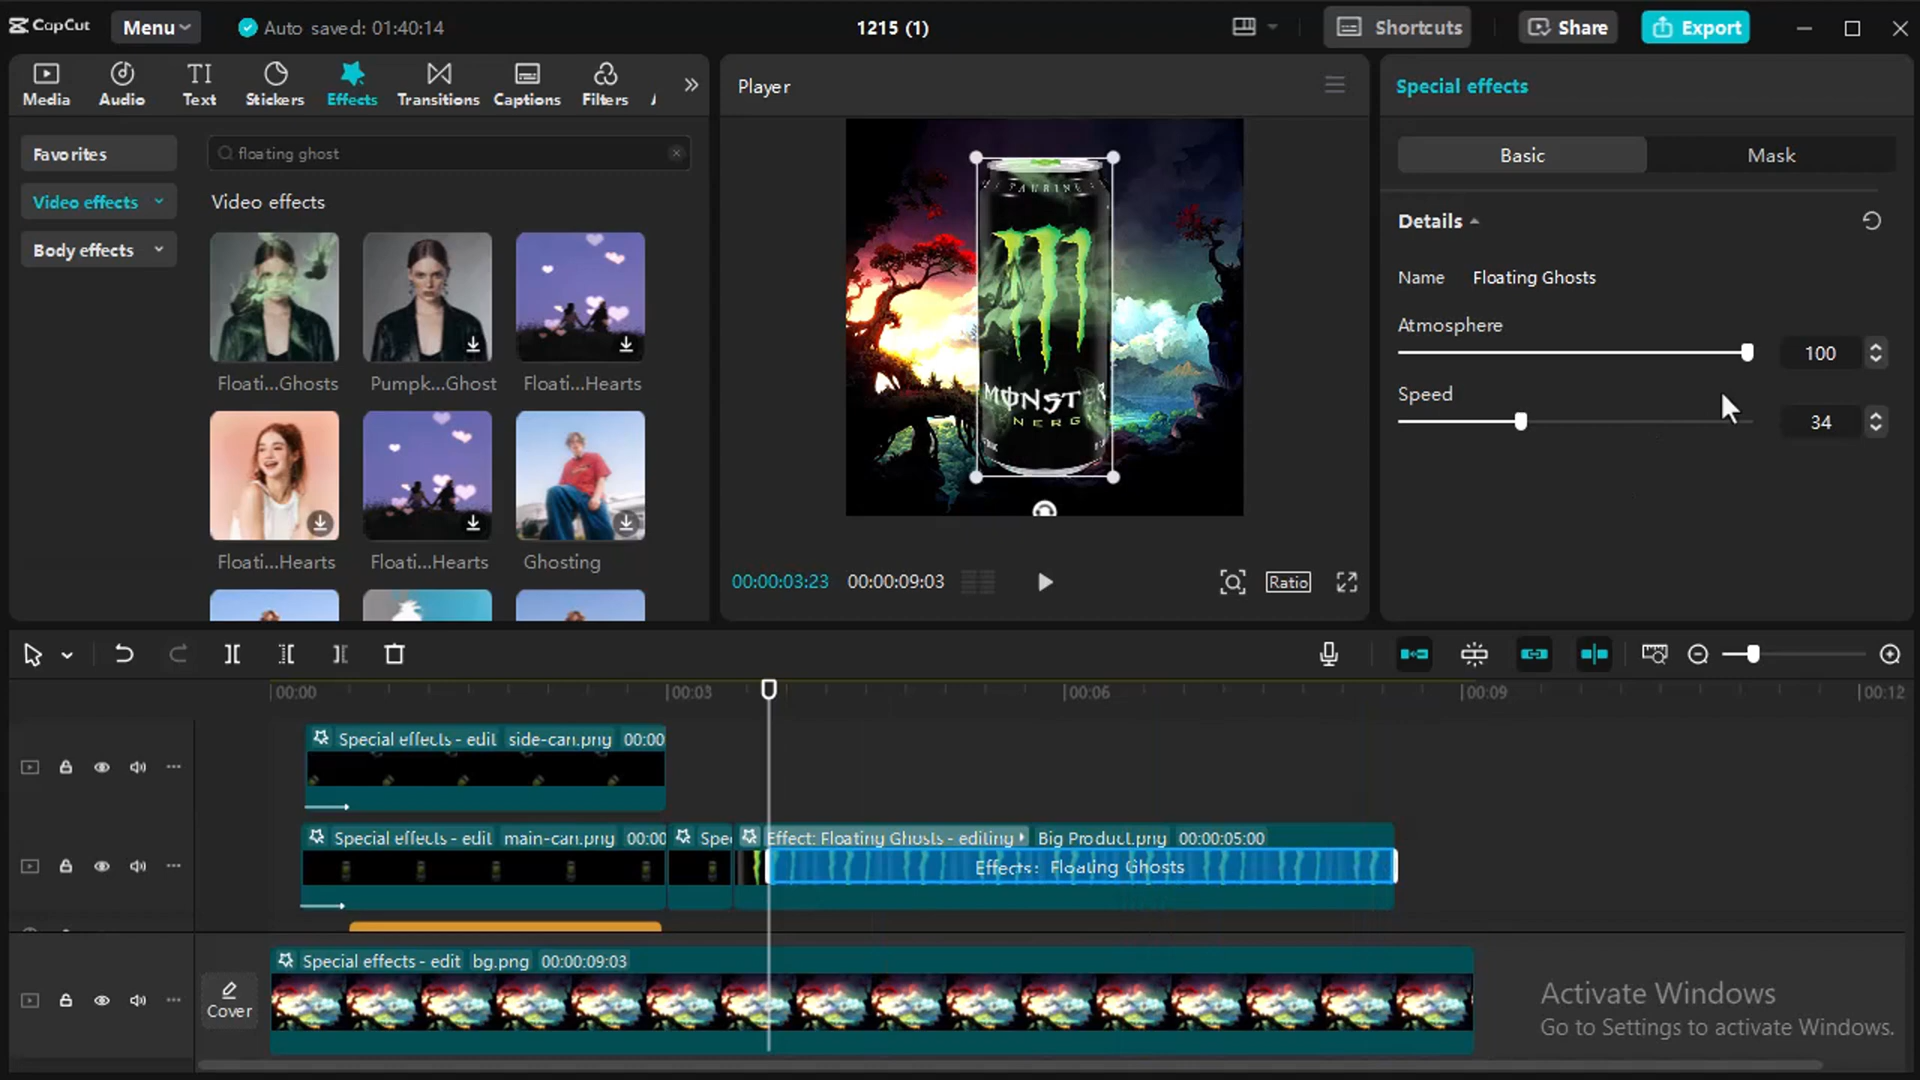 CapCut
Menu
Auto saved: 01:40:14
1215 (1)
Shortcuts
Share
Export
Media
Audio
TI
Text
Stickers
Effects
Transitions
Captions
Filters
Player
Special effects
Favorites
floating ghost
Basic
Mask
Video effects
Video effects
Details
Body effects
Name
Floating Ghosts
Atmosphere
100
Floati...Ghosts
Pumpk...Ghost
Floati...Hearts
Speed
34
MONSTER
ENERGY
Floati...Hearts
Floati...Hearts
Ghosting
00:00:03:23
00:00:09:03
Ratio
00:00
00:03
00:06
00:09
00:12
Special effects - edit side-can.png 00:00
Special effects - edit main-can.png 00:00
Spe
Effect: Floating Ghosts - editing
Big Product.png 00:00:05:00
Effects: Floating Ghosts
Special effects - edit bg.png 00:00:09:03
Cover
Activate Windows
Go to Settings to activate Windows.